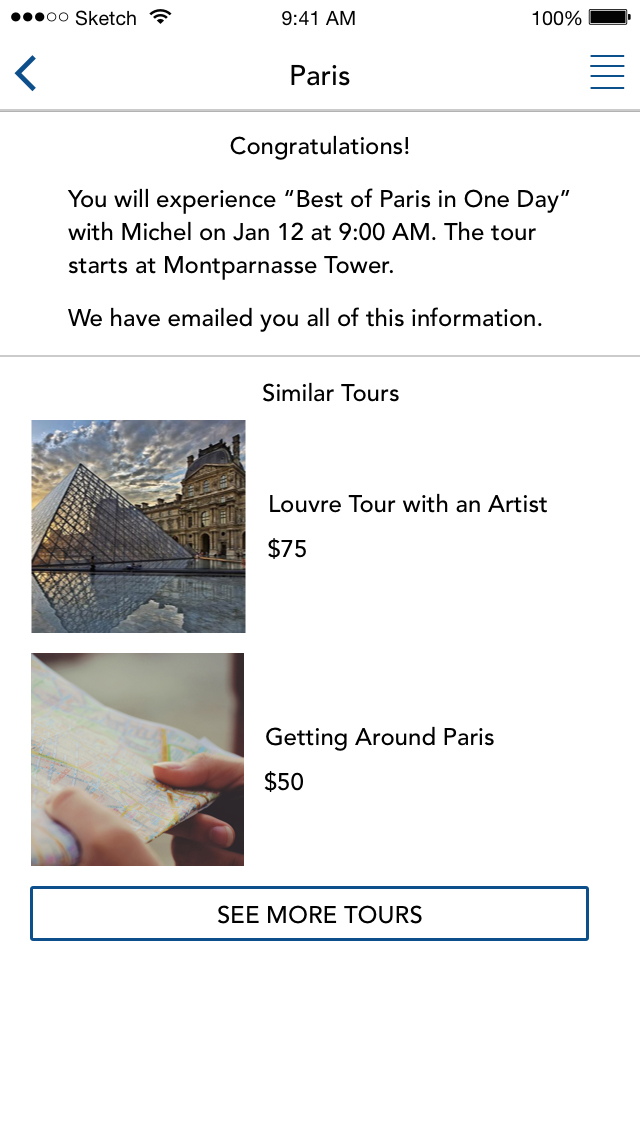 Sketch 9:41 AM 100%
Paris
Congratulations!
You will experience “Best of Paris in One Day”
with Michel on Jan 12 at 9:00 AM. The tour
starts at Montparnasse Tower.
We have emailed you all of this information.
Similar Tours
Louvre Tour with an Artist
$75
Getting Around Paris
$50
SEE MORE TOURS